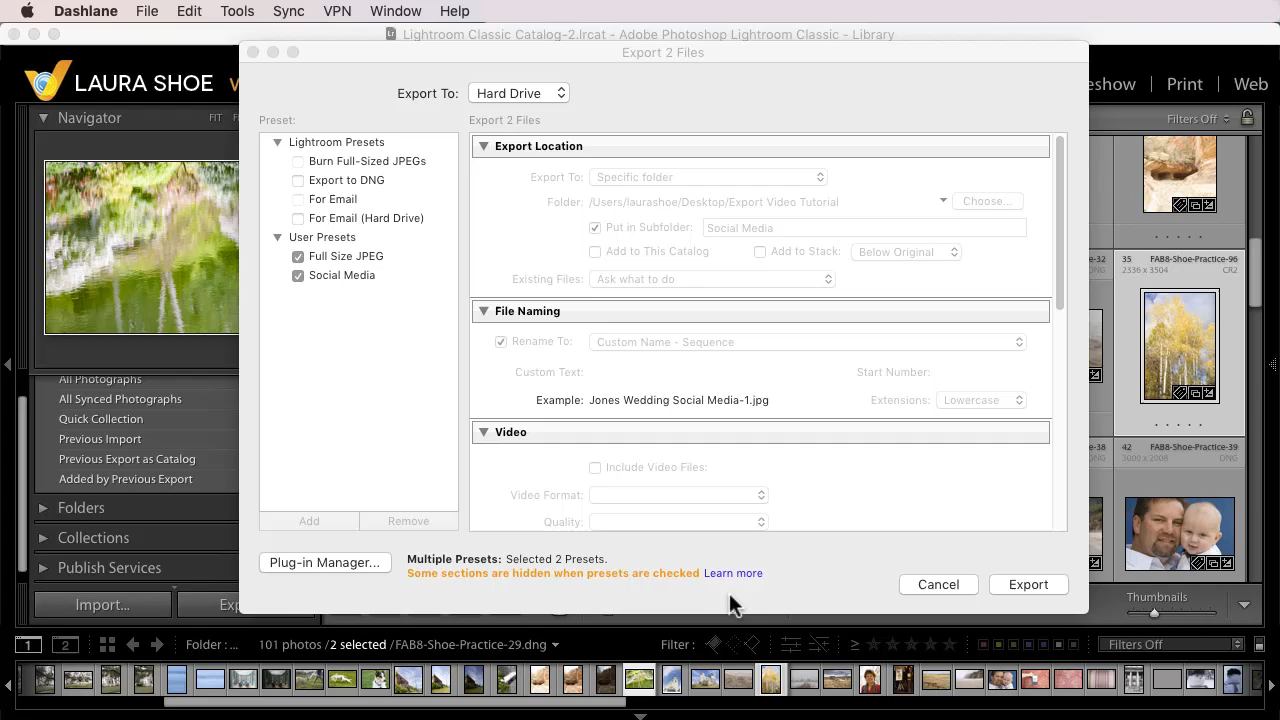 Dashlane File Edit Tools Sync VPN Window Help
Lightroom Classic Catalog-2.lrcat - Adobe Photoshop Lightroom Classic - Library
Export 2 Files
LAURA SHOE
eshow | Print | Web
Export To: Hard Drive
Navigator FIT
Filters Off
Preset:
Export 2 Files
Lightroom Presets
Burn Full-Sized JPEGs
Export to DNG
For Email
For Email (Hard Drive)
User Presets
Full Size JPEG
Social Media
Add Remove
Export Location
Export To: Specific folder
Folder: /Users/laurashoe/Desktop/Export Video Tutorial Choose...
Put in Subfolder: Social Media
Add to This Catalog Add to Stack: Below Original
Existing Files: Ask what to do
File Naming
Rename To: Custom Name - Sequence
Custom Text: Start Number:
Example: Jones Wedding Social Media-1.jpg Extensions: Lowercase
Video
Include Video Files:
Video Format:
Quality:
Plug-in Manager...
Multiple Presets: Selected 2 Presets.
Some sections are hidden when presets are checked Learn more
Cancel Export
All Photographs
All Synced Photographs
Quick Collection
Previous Import
Previous Export as Catalog
Added by Previous Export
Folders
Collections
Publish Services
Import... Exp
e-32 35 FAB8-Shoe-Practice-96
DNG 2336 x 3504 CR2
e-38 42 FAB8-Shoe-Practice-39
DNG 3000 x 2008 DNG
Thumbnails
1 2 Folder : ... 101 photos / 2 selected / FAB8-Shoe-Practice-29.dng Filter : ≥ Filters Off